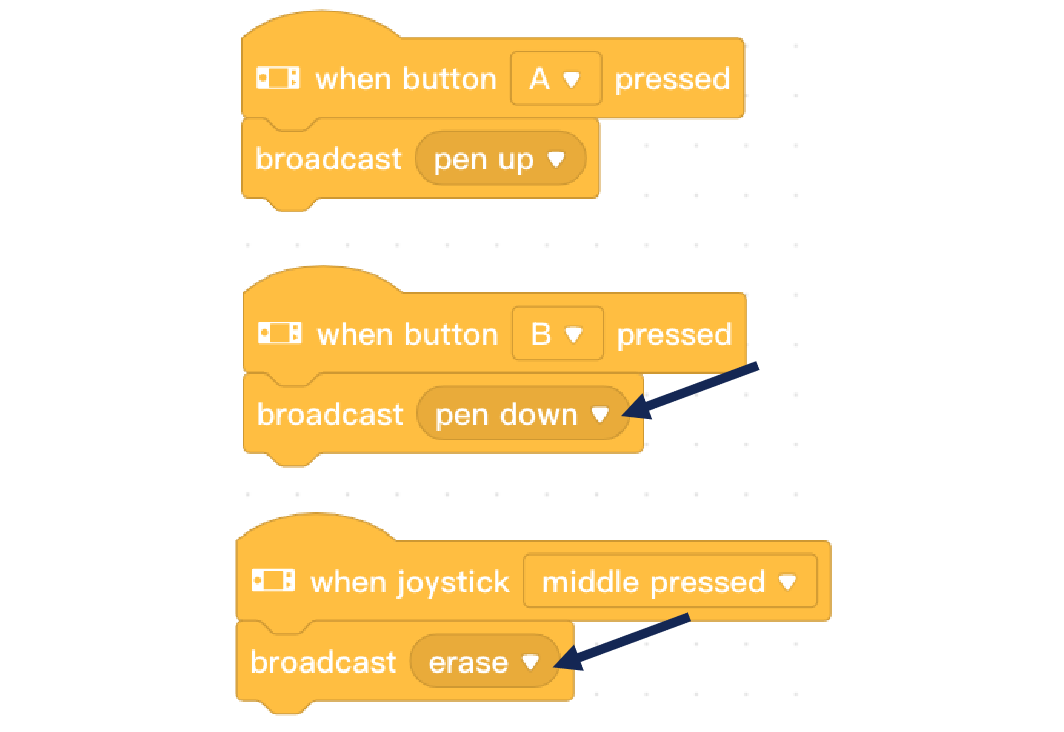 when button A pressed
broadcast pen up
when button B pressed
broadcast pen down
when joystick middle pressed
broadcast erase